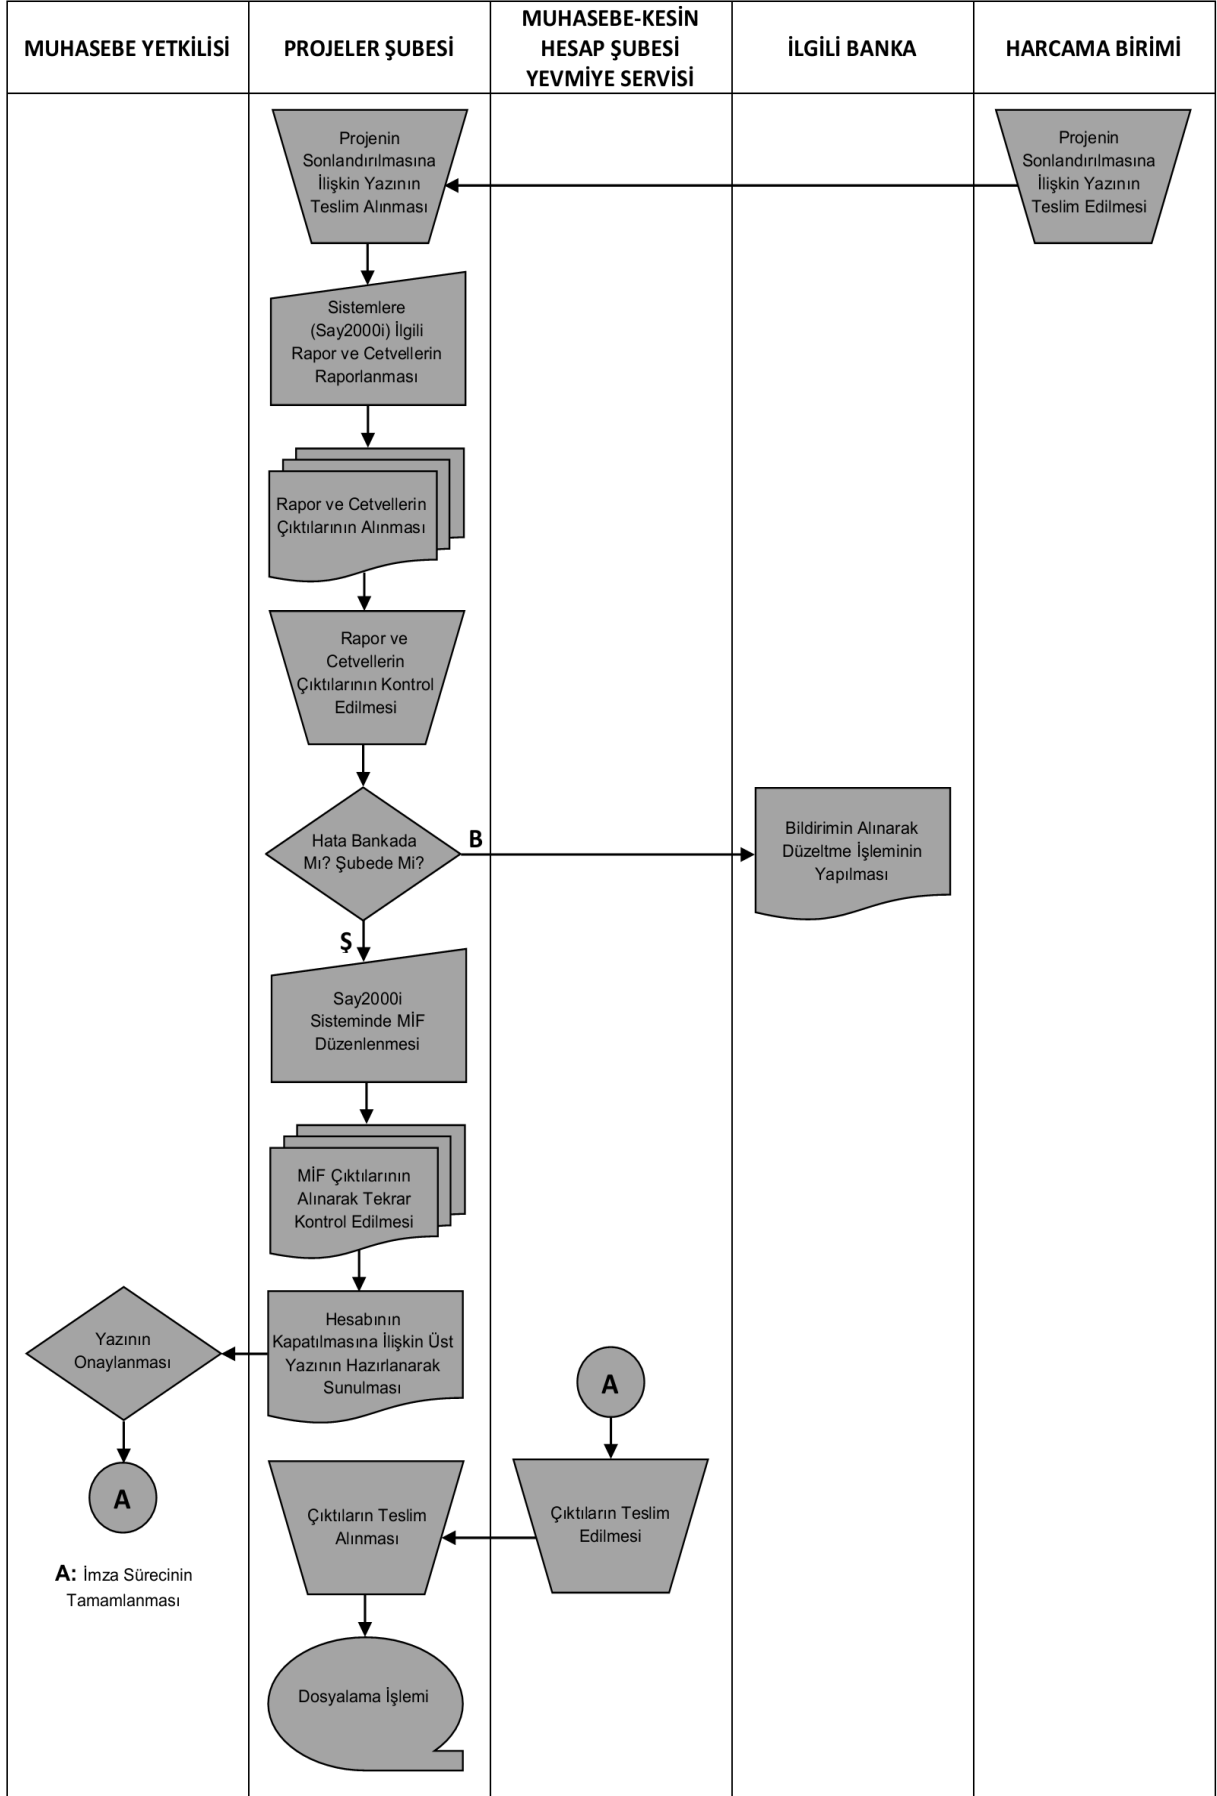 MUHASEBE YETKİLİSİ
PROJELER ŞUBESİ
MUHASEBE-KESİN
HESAP ŞUBESİ
YEVMİYE SERVİSİ
İLGİLİ BANKA
HARCAMA BİRİMİ
Projenin
Sonlandırılmasına
İlişkin Yazının
Teslim Alınması
Projenin
Sonlandırılmasına
İlişkin Yazının
Teslim Edilmesi
Sistemlere
(Say2000i) İlgili
Rapor ve Cetvellerin
Raporlanması
Rapor ve Cetvellerin
Çıktılarının Alınması
Rapor ve
Cetvellerin
Çıktılarının Kontrol
Edilmesi
Hata Bankada
Mı? Şubede Mi?
B
Bildirimin Alınarak
Düzeltme İşleminin
Yapılması
Ş
Say2000i
Sisteminde MİF
Düzenlenmesi
MİF Çıktılarının
Alınarak Tekrar
Kontrol Edilmesi
Hesabının
Kapatılmasına İlişkin Üst
Yazının Hazırlanarak
Sunulması
Yazının
Onaylanması
A
A
A: İmza Sürecinin
Tamamlanması
Çıktıların Teslim
Edilmesi
Çıktıların Teslim
Alınması
Dosyalama İşlemi